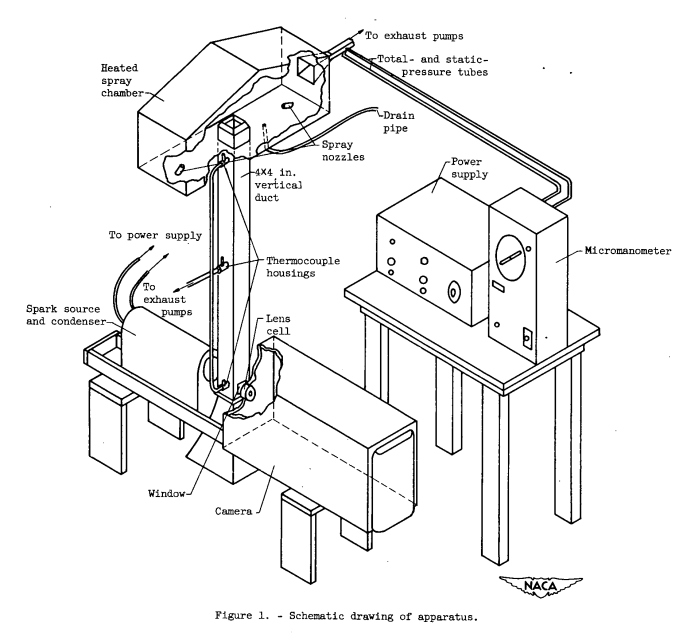 To exhaust pumps
Total- and static-
pressure tubes
Heated
spray
chamber
Drain
pipe
Spray
nozzles
Power
supply
4X4 in.
vertical
duct
To power supply
Micromanometer
Thermocouple
housings
To
exhaust
pumps
Spark source
and condenser
Lens
cell
Window
Camera
NACA
Figure 1. - Schematic drawing of apparatus.